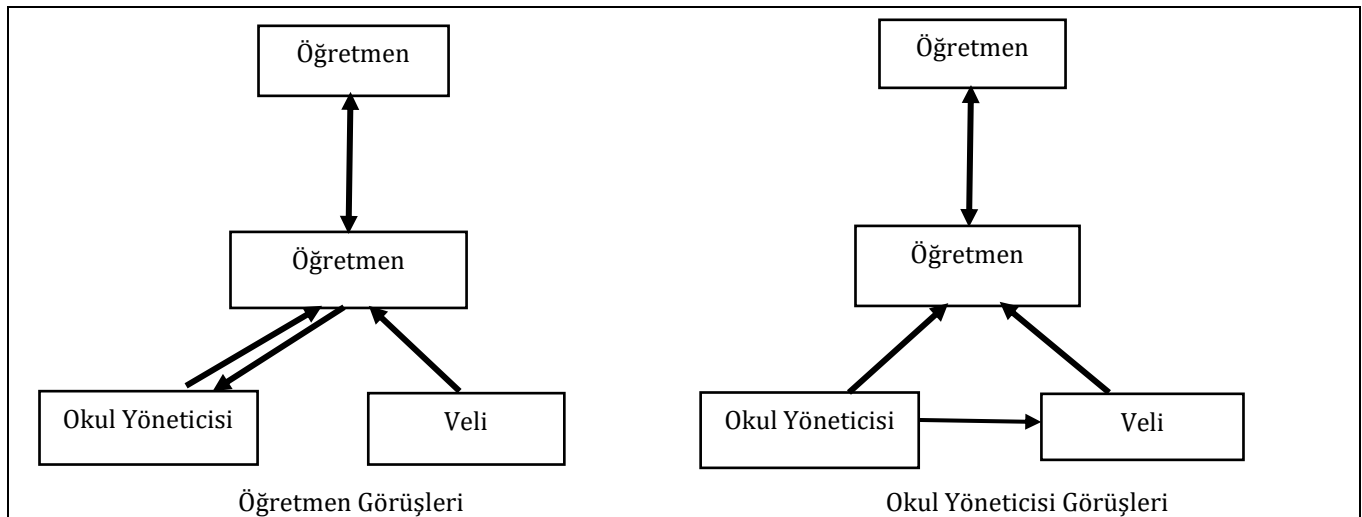 Öğretmen
Öğretmen
Okul Yöneticisi
Veli
Öğretmen Görüşleri
Öğretmen
Öğretmen
Okul Yöneticisi
Veli
Okul Yöneticisi Görüşleri